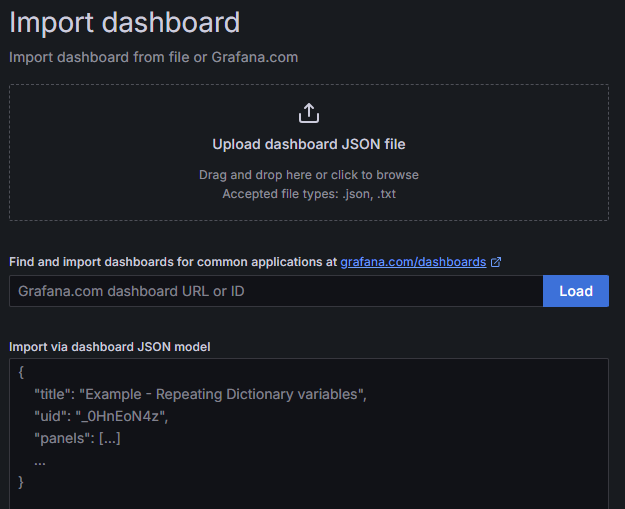 Import dashboard
Import dashboard from file or Grafana.com
Upload dashboard JSON file
Drag and drop here or click to browse
Accepted file types: .json, .txt
Find and import dashboards for common applications at grafana.com/dashboards
Grafana.com dashboard URL or ID
Load
Import via dashboard JSON model
{
    "title": "Example - Repeating Dictionary variables",
    "uid": "_0HnEoN4z",
    "panels": [...]
    ...
}